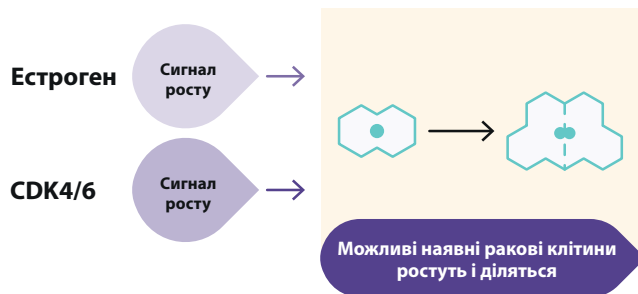 Естроген
Сигнал
росту
CDK4/6
Сигнал
росту
Можливі наявні ракові клітини
ростуть і діляться